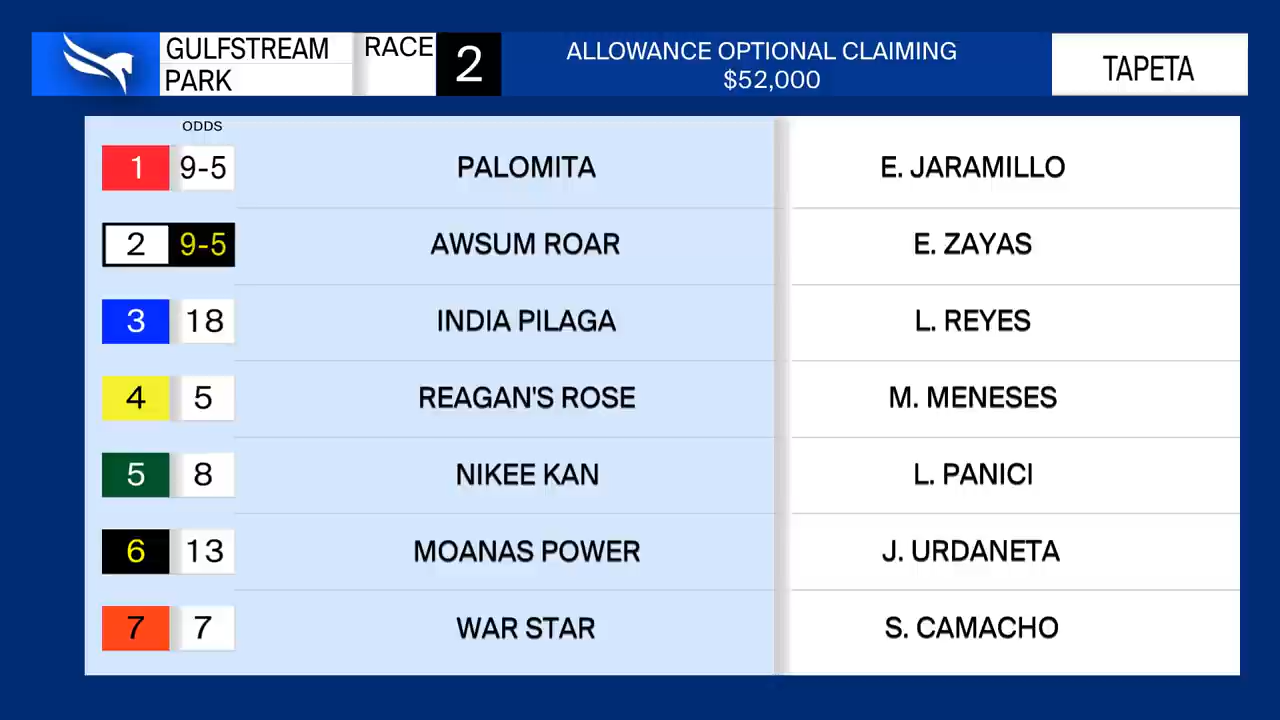 GULFSTREAM
PARK
RACE
2
ALLOWANCE OPTIONAL CLAIMING
$52,000
TAPETA
ODDS
1 9-5 PALOMITA E. JARAMILLO
2 9-5 AWSUM ROAR E. ZAYAS
3 18 INDIA PILAGA L. REYES
4 5 REAGAN'S ROSE M. MENESES
5 8 NIKEE KAN L. PANICI
6 13 MOANAS POWER J. URDANETA
7 7 WAR STAR S. CAMACHO